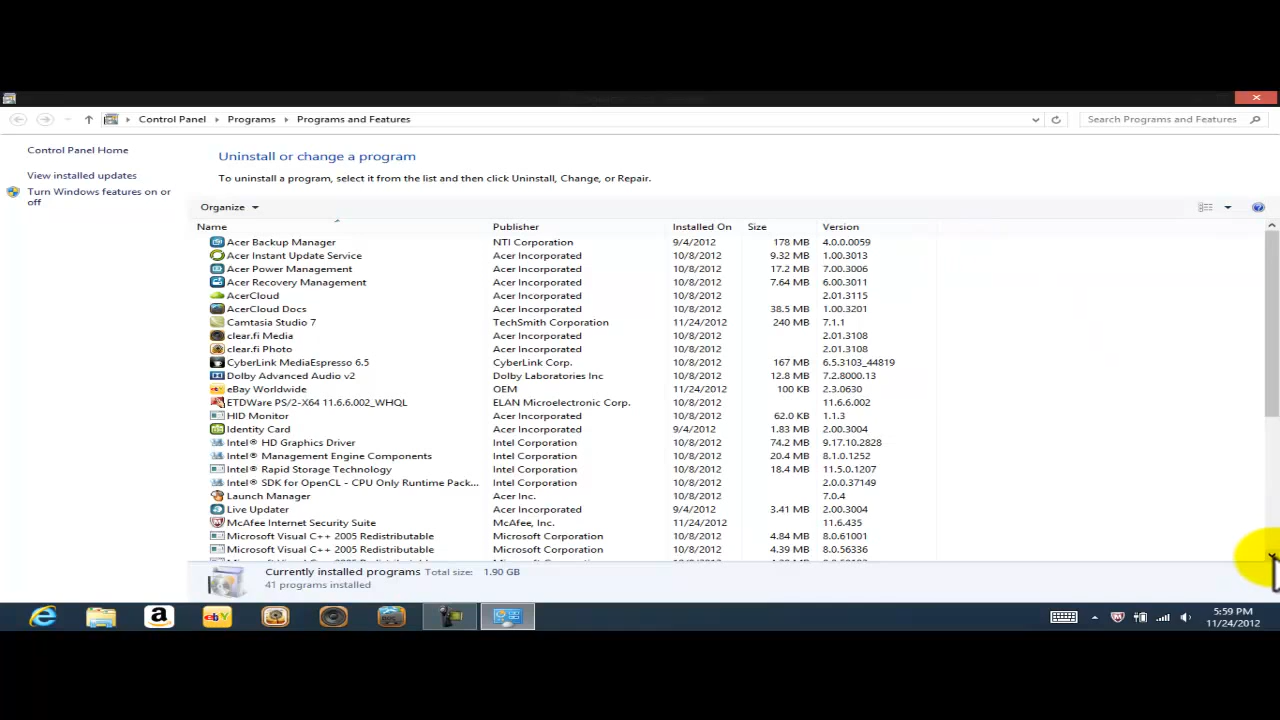 Control Panel Programs Programs and Features Search Programs and Features
Control Panel Home
View installed updates
Turn Windows features on or
off
Uninstall or change a program
To uninstall a program, select it from the list and then click Uninstall, Change, or Repair.
Organize
Name Publisher Installed On Size Version
Acer Backup Manager NTI Corporation 9/4/2012 178 MB 4.0.0.0059
Acer Instant Update Service Acer Incorporated 10/8/2012 9.32 MB 1.00.3013
Acer Power Management Acer Incorporated 10/8/2012 17.2 MB 7.00.3006
Acer Recovery Management Acer Incorporated 10/8/2012 7.64 MB 6.00.3011
AcerCloud Acer Incorporated 10/8/2012 2.01.3115
AcerCloud Docs Acer Incorporated 10/8/2012 38.5 MB 1.00.3201
Camtasia Studio 7 TechSmith Corporation 11/24/2012 240 MB 7.1.1
clear.fi Media Acer Incorporated 10/8/2012 2.01.3108
clear.fi Photo Acer Incorporated 10/8/2012 2.01.3108
CyberLink MediaEspresso 6.5 CyberLink Corp. 10/8/2012 167 MB 6.5.3103_44819
Dolby Advanced Audio v2 Dolby Laboratories Inc 10/8/2012 12.8 MB 7.2.8000.13
eBay Worldwide OEM 11/24/2012 100 KB 2.3.0630
ETDWare PS/2-X64 11.6.6.002_WHQL ELAN Microelectronic Corp. 10/8/2012 11.6.6.002
HID Monitor Acer Incorporated 10/8/2012 62.0 KB 1.1.3
Identity Card Acer Incorporated 9/4/2012 1.83 MB 2.00.3004
Intel® HD Graphics Driver Intel Corporation 10/8/2012 74.2 MB 9.17.10.2828
Intel® Management Engine Components Intel Corporation 10/8/2012 20.4 MB 8.1.0.1252
Intel® Rapid Storage Technology Intel Corporation 10/8/2012 18.4 MB 11.5.0.1207
Intel® SDK for OpenCL - CPU Only Runtime Pack... Intel Corporation 10/8/2012 2.0.0.37149
Launch Manager Acer Inc. 10/8/2012 7.0.4
Live Updater Acer Incorporated 10/8/2012 3.41 MB 2.00.3004
McAfee Internet Security Suite McAfee, Inc. 11/24/2012 11.6.435
Microsoft Visual C++ 2005 Redistributable Microsoft Corporation 10/8/2012 4.84 MB 8.0.61001
Microsoft Visual C++ 2005 Redistributable Microsoft Corporation 10/8/2012 4.39 MB 8.0.56336
Currently installed programs Total size: 1.90 GB
41 programs installed
5:59 PM
11/24/2012